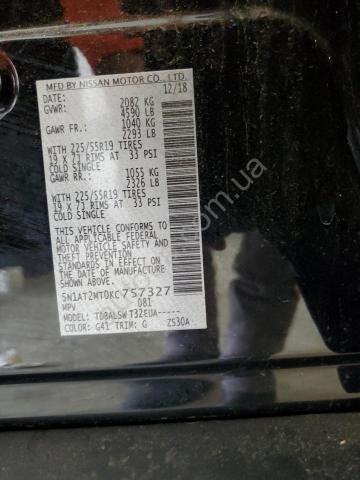 MFD BY NISSAN MOTOR CO., LTD.
DATE: 12/18
GVWR: 2082 KG
4590 LB
GAWR FR.: 1040 KG
2293 LB
WITH 225/55R19 TIRES
19 X 7J RIMS AT 33 PSI
COLD SINGLE
GAWR RR.: 1055 KG
2326 LB
WITH 225/55R19 TIRES
19 X 7J RIMS AT 33 PSI
COLD SINGLE
THIS VEHICLE CONFORMS TO
ALL APPLICABLE FEDERAL
MOTOR VEHICLE SAFETY AND
THEFT PREVENTION
STANDARDS IN EFFECT ON
THE DATE OF MANUFACTURE
SHOWN ABOVE.
5N1AT2MT0KC757327
MPV 081
MODEL: TDBALSW T32EUA-----
COLOR: G41 TRIM: G ZS30A